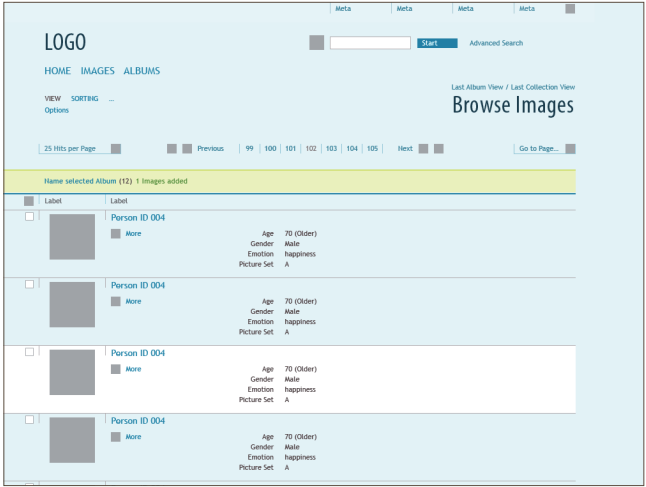 Meta Meta Meta Meta
LOGO
Start Advanced Search
HOME IMAGES ALBUMS
Last Album View / Last Collection View
VIEW SORTING ...
Browse Images
Options
25 Hits per Page Previous 99 100 101 102 103 104 105 Next Go to Page...
Name selected Album (12) 1 Images added
Label Label
Person ID 004
More Age 70 (Older)
Gender Male
Emotion happiness
Picture Set A
Person ID 004
More Age 70 (Older)
Gender Male
Emotion happiness
Picture Set A
Person ID 004
More Age 70 (Older)
Gender Male
Emotion happiness
Picture Set A
Person ID 004
More Age 70 (Older)
Gender Male
Emotion happiness
Picture Set A